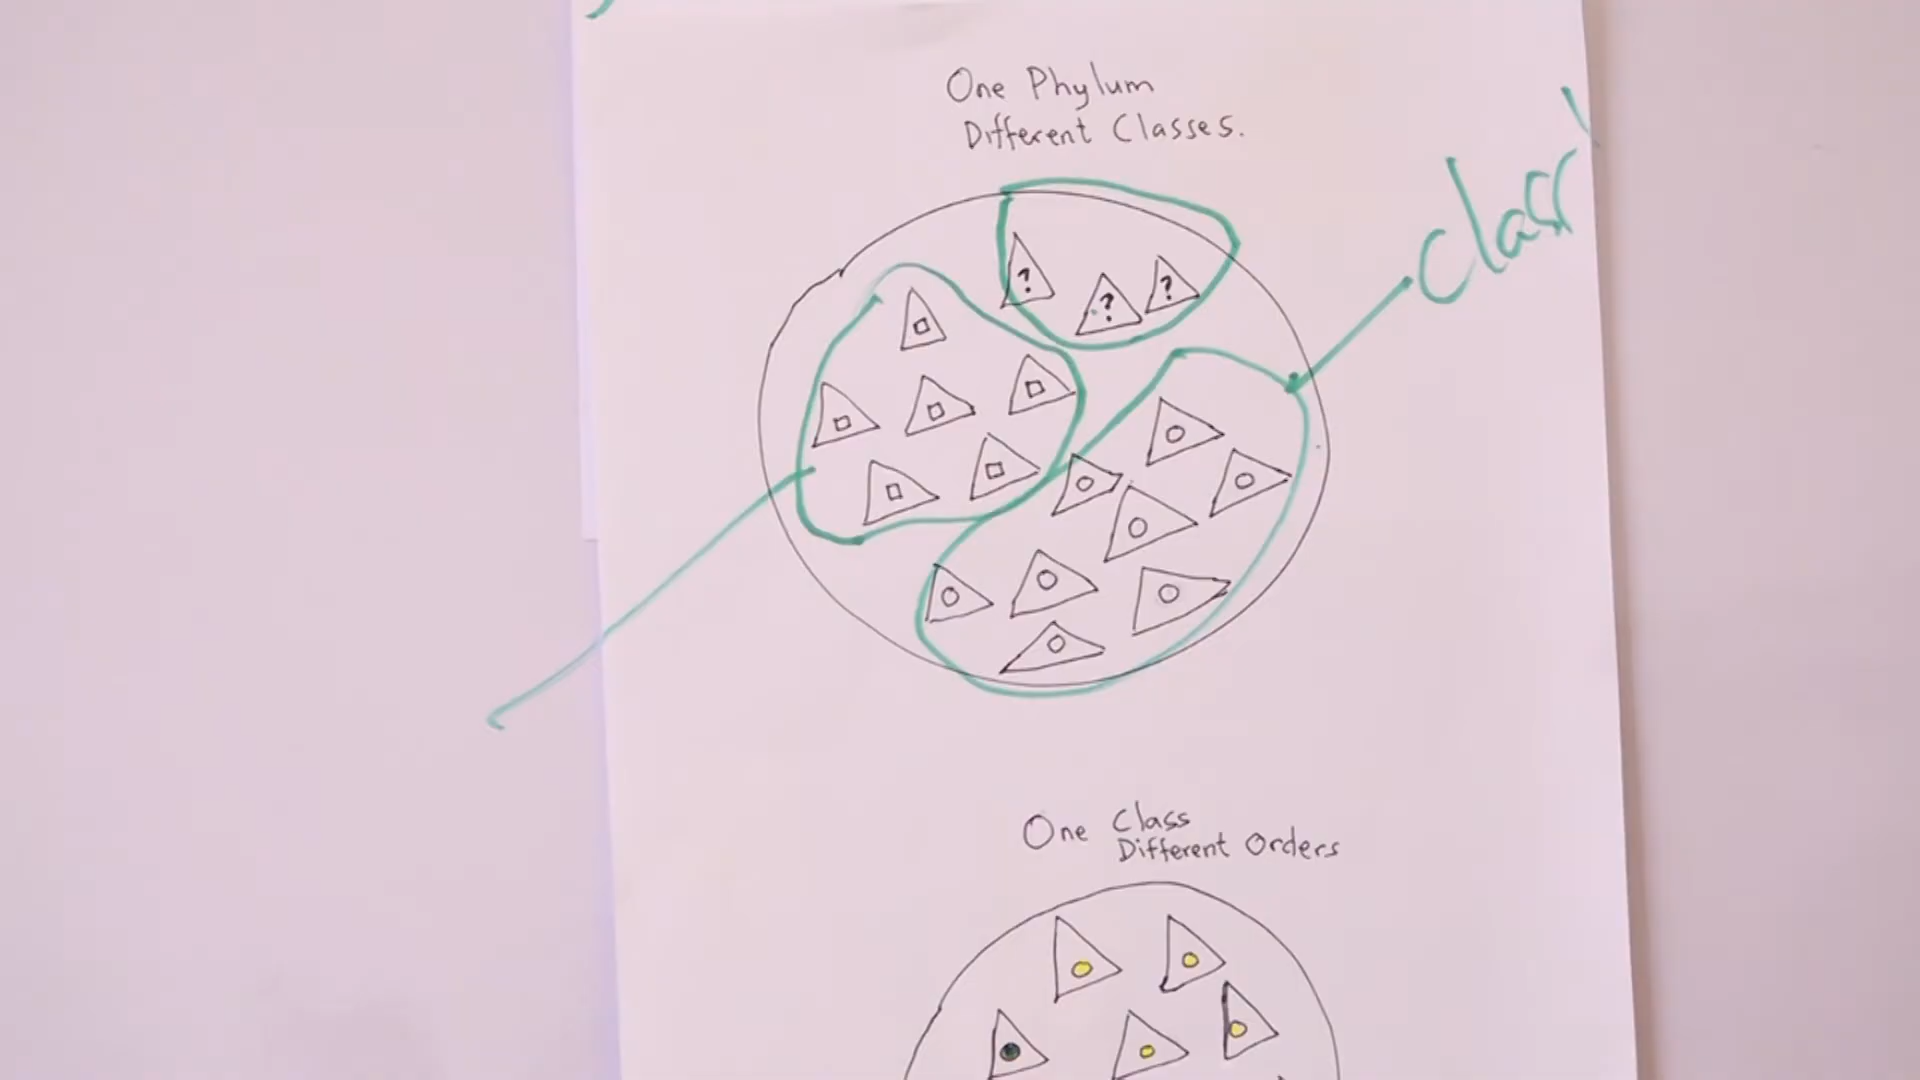 One Phylum
Different Classes.
class
?
?
?
One Class
Different Orders